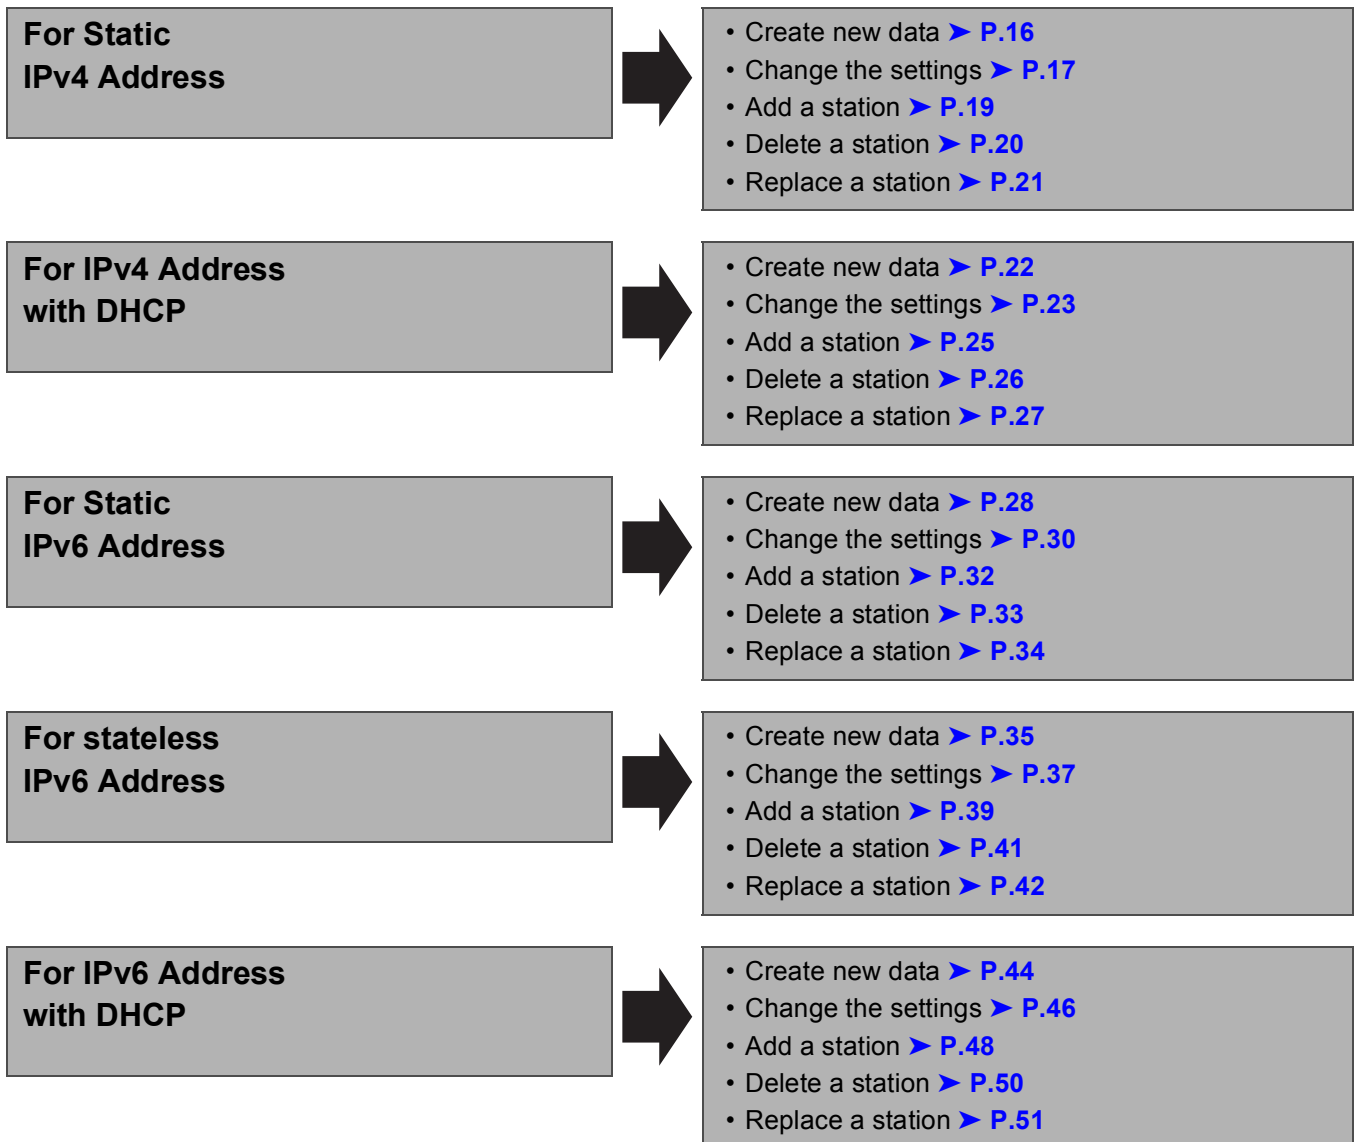 For Static
IPv4 Address
• Create new data ➤ P.16
• Change the settings ➤ P.17
• Add a station ➤ P.19
• Delete a station ➤ P.20
• Replace a station ➤ P.21
For IPv4 Address
with DHCP
• Create new data ➤ P.22
• Change the settings ➤ P.23
• Add a station ➤ P.25
• Delete a station ➤ P.26
• Replace a station ➤ P.27
For Static
IPv6 Address
• Create new data ➤ P.28
• Change the settings ➤ P.30
• Add a station ➤ P.32
• Delete a station ➤ P.33
• Replace a station ➤ P.34
For stateless
IPv6 Address
• Create new data ➤ P.35
• Change the settings ➤ P.37
• Add a station ➤ P.39
• Delete a station ➤ P.41
• Replace a station ➤ P.42
For IPv6 Address
with DHCP
• Create new data ➤ P.44
• Change the settings ➤ P.46
• Add a station ➤ P.48
• Delete a station ➤ P.50
• Replace a station ➤ P.51